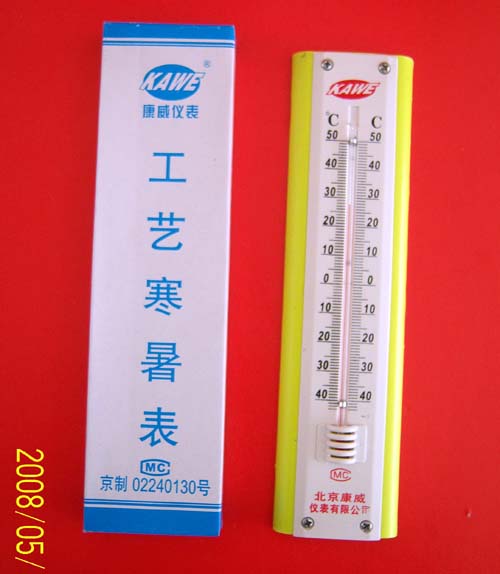 KAWE®
康威仪表
工艺寒暑表
MC
京制 02240130号
KAWE
°C °C
50 50
40 40
30 30
20 20
10 10
0 0
10 10
20 20
30 30
40 40
MC
北京康威
仪表有限公司
2008/05/